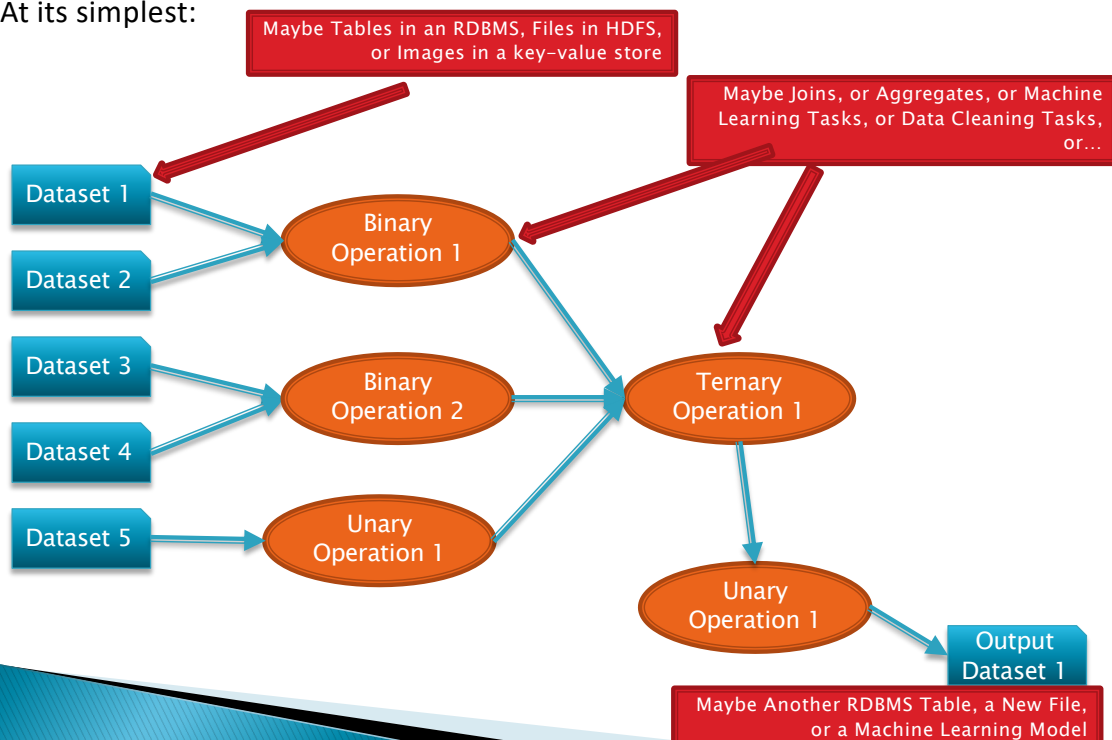 At its simplest:
Maybe Tables in an RDBMS, Files in HDFS,
or Images in a key-value store
Maybe Joins, or Aggregates, or Machine
Learning Tasks, or Data Cleaning Tasks,
or...
Dataset 1
Dataset 2
Dataset 3
Dataset 4
Dataset 5
Binary
Operation 1
Binary
Operation 2
Unary
Operation 1
Ternary
Operation 1
Unary
Operation 1
Output
Dataset 1
Maybe Another RDBMS Table, a New File,
or a Machine Learning Model